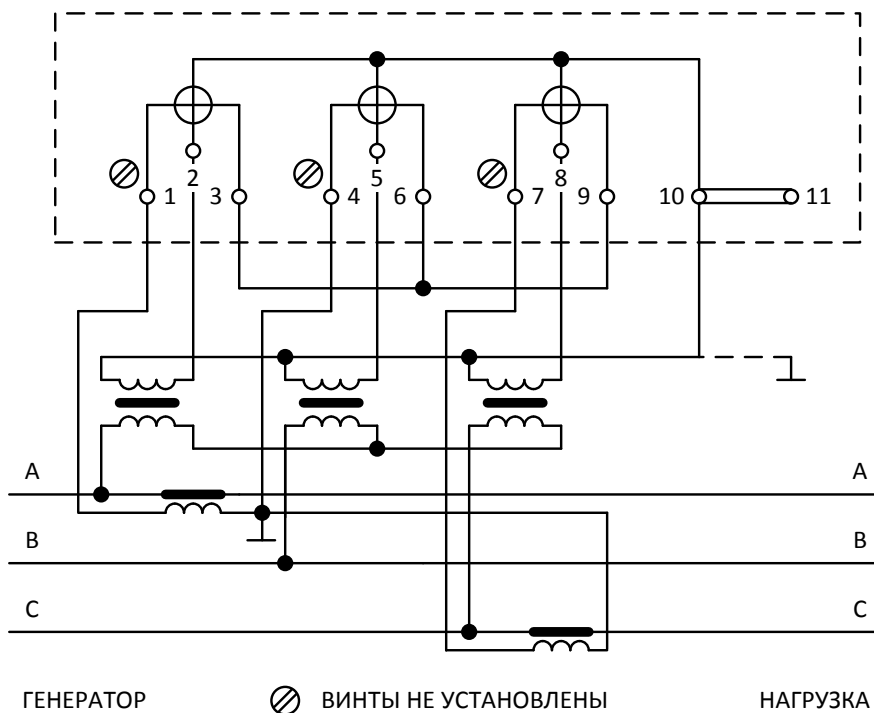 2 5 8
1 3 4 6 7 9 10 11
A A
B B
C C
ГЕНЕРАТОР ВИНТЫ НЕ УСТАНОВЛЕНЫ НАГРУЗКА